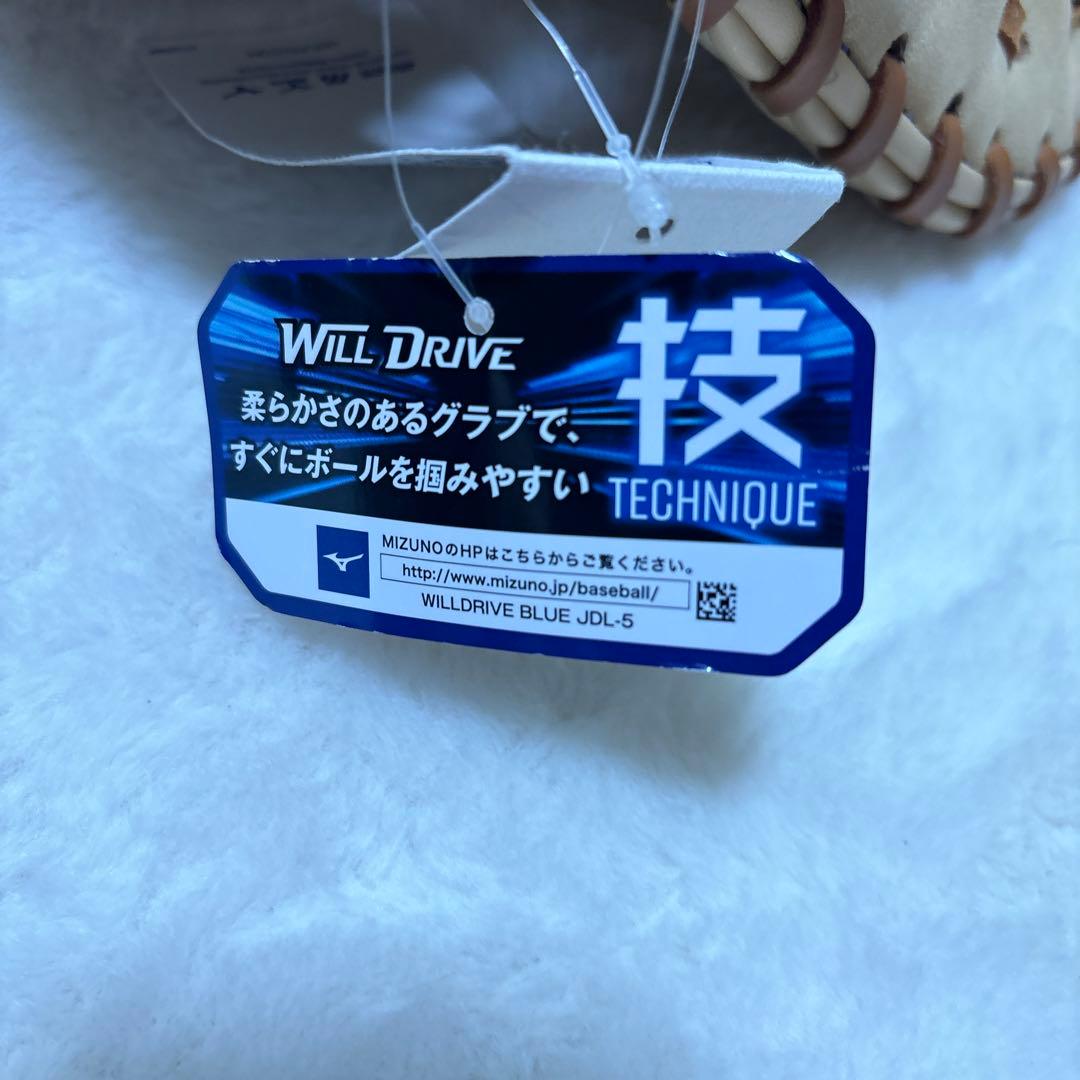 WILL DRIVE
柔らかさのあるグラブで、
すぐにボールを掴みやすい
技
TECHNIQUE
MIZUNOのHPはこちらからご覧ください。
http://www.mizuno.jp/baseball/
WILLDRIVE BLUE JDL-5